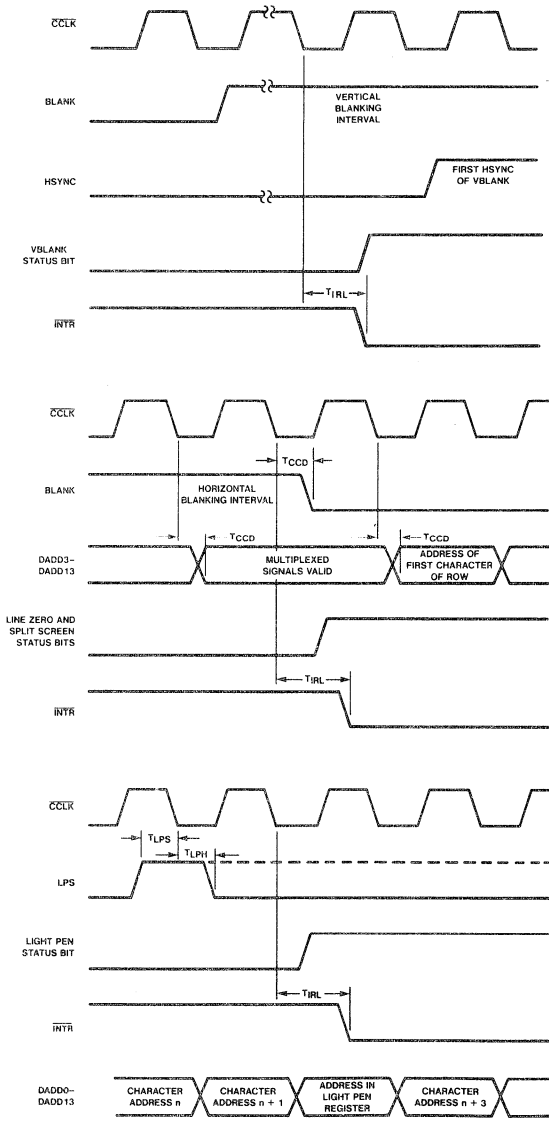 CCLK
BLANK
VERTICAL
BLANKING
INTERVAL
HSYNC
FIRST HSYNC
OF VBLANK
VBLANK
STATUS BIT
TIRL
INTR
CCLK
TCCD
BLANK
HORIZONTAL
BLANKING INTERVAL
TCCD
TCCD
DADD3–
DADD13
MULTIPLEXED
SIGNALS VALID
ADDRESS OF
FIRST CHARACTER
OF ROW
LINE ZERO AND
SPLIT SCREEN
STATUS BITS
TIRL
INTR
CCLK
TLPS
TLPH
LPS
LIGHT PEN
STATUS BIT
TIRL
INTR
DADD0–
DADD13
CHARACTER
ADDRESS n
CHARACTER
ADDRESS n + 1
ADDRESS IN
LIGHT PEN
REGISTER
CHARACTER
ADDRESS n + 3